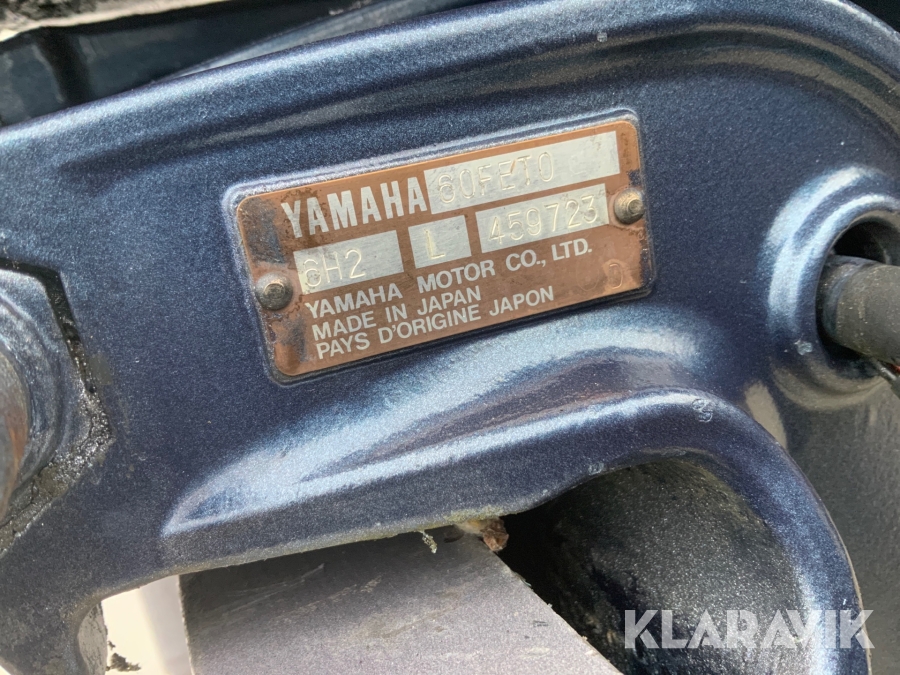 YAMAHA 60FETO
6H2 L 459723
YAMAHA MOTOR CO., LTD.
MADE IN JAPAN
PAYS D'ORIGINE JAPON
D
KLARAVIK